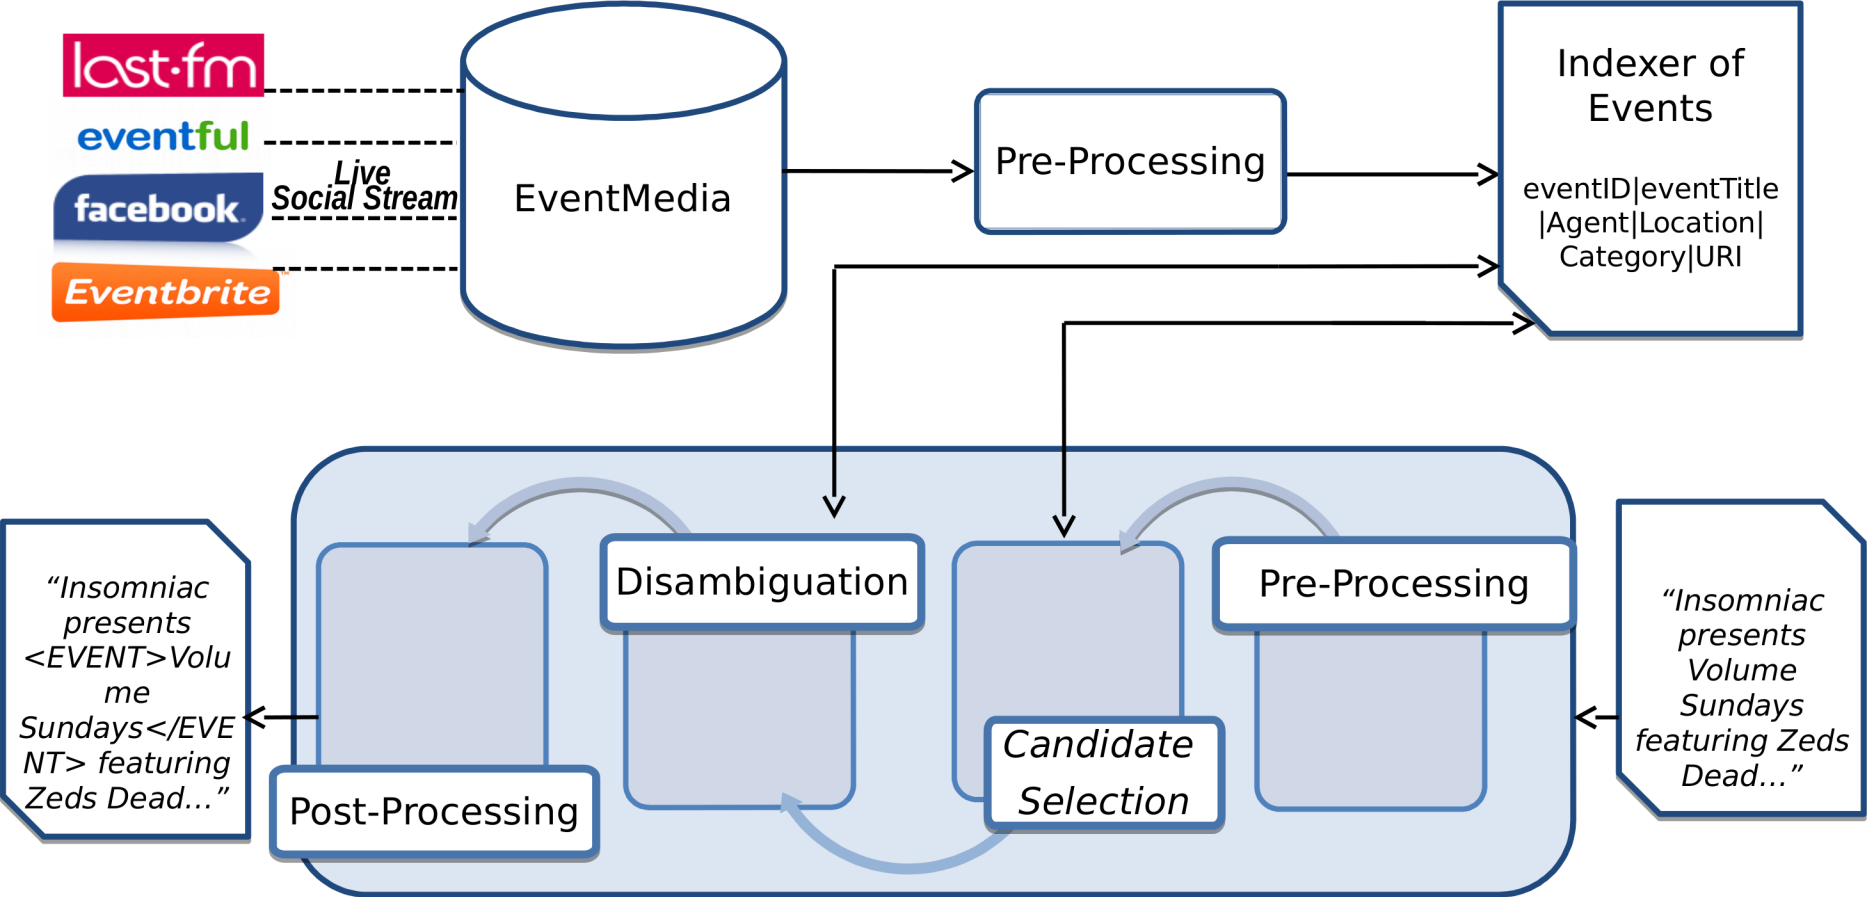 last·fm
eventful
Live
Social Stream
facebook.
Eventbrite™
EventMedia
Pre-Processing
Indexer of
Events
eventID|eventTitle
|Agent|Location|
Category|URI
“Insomniac
presents
<EVENT>Volu
me
Sundays</EVE
NT> featuring
Zeds Dead...”
Post-Processing
Disambiguation
Candidate
Selection
Pre-Processing
“Insomniac
presents
Volume
Sundays
featuring Zeds
Dead...”